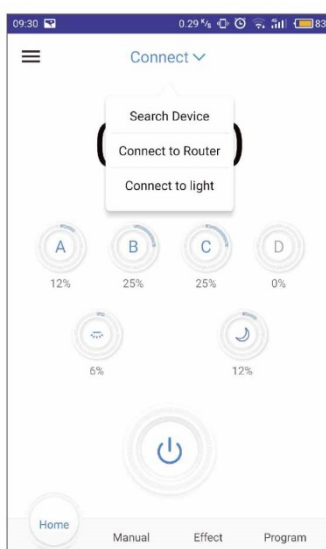 09:30 0.29 K/s 83
Connect
Search Device
Connect to Router
Connect to light
A B C D
12% 25% 25% 0%
6% 12%
Home Manual Effect Program